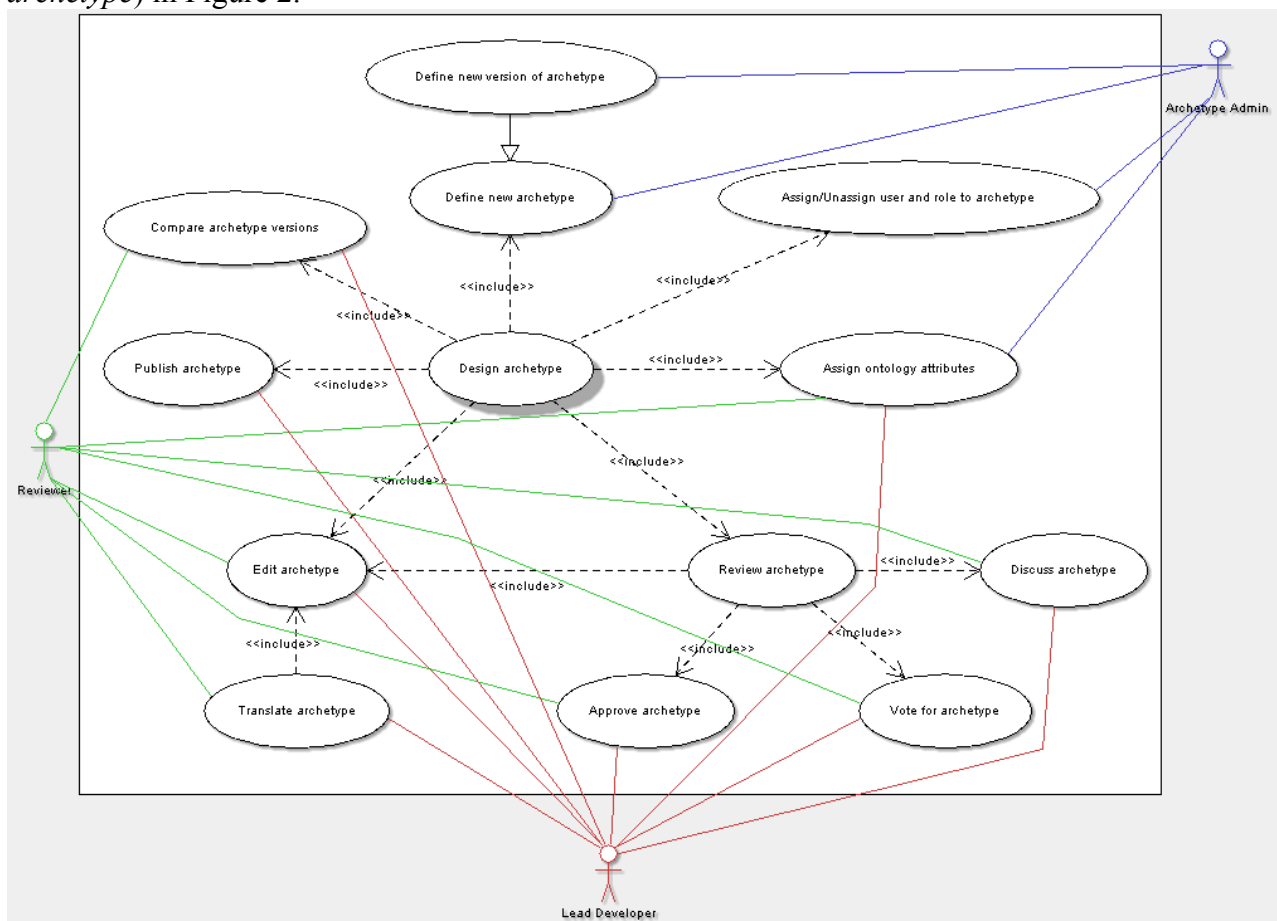 archetype) in Figure 2.
Define new version of archetype
Archetype Admin
Define new archetype
Assign/Unassign user and role to archetype
Compare archetype versions
<<include>>
<<include>>
<<include>>
<<include>>
Publish archetype
Design archetype
Assign ontology attributes
<<include>>
<<include>>
<<include>>
Reviewer
Edit archetype
Review archetype
<<include>>
Discuss archetype
<<include>>
<<include>>
<<include>>
<<include>>
Translate archetype
Approve archetype
Vote for archetype
Lead Developer